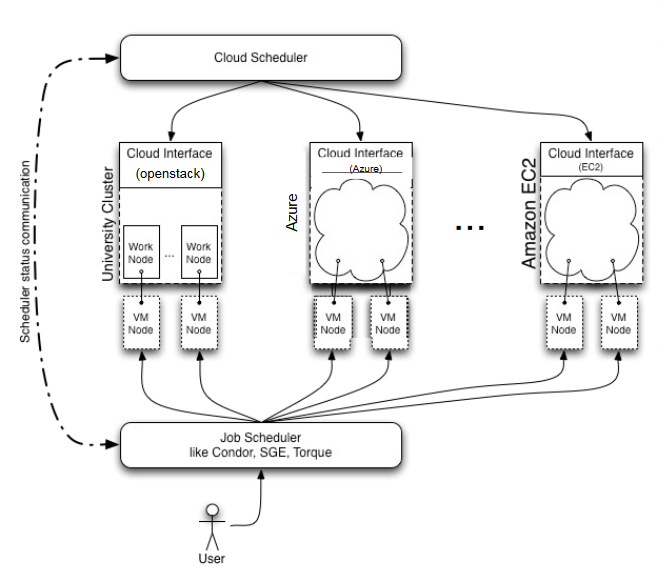 Cloud Scheduler
Scheduler status communication
University Cluster
Cloud Interface
(openstack)
Work
Node
...
Work
Node
VM
Node
VM
Node
Azure
Cloud Interface
(Azure)
VM
Node
VM
Node
...
Amazon EC2
Cloud Interface
(EC2)
VM
Node
VM
Node
Job Scheduler
like Condor, SGE, Torque
User